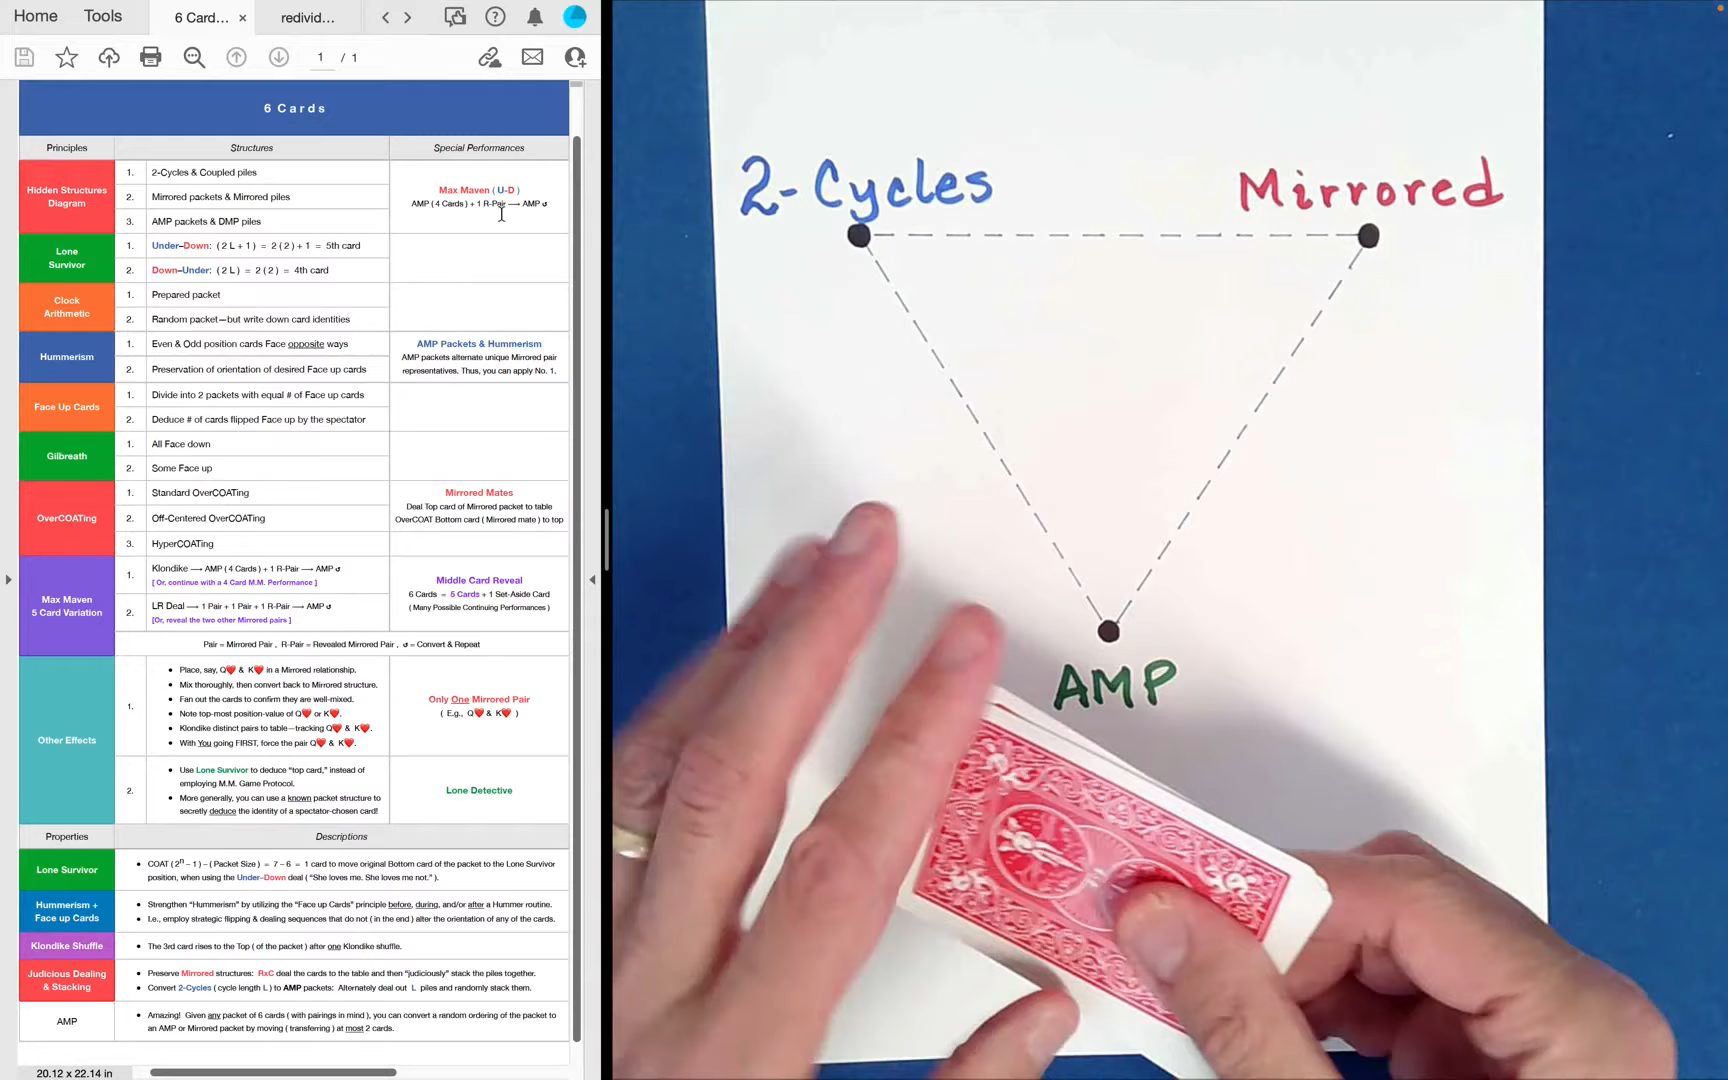 Home Tools 6 Card... × redivid...
1 / 1
6 Cards
Principles Structures Special Performances
Hidden Structures
Diagram
1. 2-Cycles & Coupled piles
2. Mirrored packets & Mirrored piles
3. AMP packets & DMP piles
Max Maven ( U-D )
AMP ( 4 Cards ) + 1 R-Pair ⟶ AMP ↺
Lone
Survivor
1. Under–Down: ( 2 L + 1 ) = 2 ( 2 ) + 1 = 5th card
2. Down–Under: ( 2 L ) = 2 ( 2 ) = 4th card
Clock
Arithmetic
1. Prepared packet
2. Random packet—but write down card identities
Hummerism
1. Even & Odd position cards Face opposite ways
2. Preservation of orientation of desired Face up cards
AMP Packets & Hummerism
AMP packets alternate unique Mirrored pair
representatives. Thus, you can apply No. 1.
Face Up Cards
1. Divide into 2 packets with equal # of Face up cards
2. Deduce # of cards flipped Face up by the spectator
Gilbreath
1. All Face down
2. Some Face up
OverCOATing
1. Standard OverCOATing
2. Off-Centered OverCOATing
3. HyperCOATing
Mirrored Mates
Deal Top card of Mirrored packet to table
OverCOAT Bottom card ( Mirrored mate ) to top
Max Maven
5 Card Variation
1. Klondike ⟶ AMP ( 4 Cards ) + 1 R-Pair ⟶ AMP ↺
[ Or, continue with a 4 Card M.M. Performance ]
2. LR Deal ⟶ 1 Pair + 1 Pair + 1 R-Pair ⟶ AMP ↺
[Or, reveal the two other Mirrored pairs ]
Middle Card Reveal
6 Cards = 5 Cards + 1 Set-Aside Card
( Many Possible Continuing Performances )
Pair = Mirrored Pair , R-Pair = Revealed Mirrored Pair , ↺ = Convert & Repeat
Other Effects
1.
• Place, say, Q♥ & K♥ in a Mirrored relationship.
• Mix thoroughly, then convert back to Mirrored structure.
• Fan out the cards to confirm they are well-mixed.
• Note top-most position-value of Q♥ or K♥.
• Klondike distinct pairs to table—tracking Q♥ & K♥.
• With You going FIRST, force the pair Q♥ & K♥.
Only One Mirrored Pair
( E.g., Q♥ & K♥ )
2.
• Use Lone Survivor to deduce “top card,” instead of
employing M.M. Game Protocol.
• More generally, you can use a known packet structure to
secretly deduce the identity of a spectator-chosen card!
Lone Detective
Properties Descriptions
Lone Survivor
• COAT (2ⁿ – 1 ) – ( Packet Size ) = 7 – 6 = 1 card to move original Bottom card of the packet to the Lone Survivor
position, when using the Under–Down deal ( “She loves me. She loves me not.” ).
Hummerism +
Face up Cards
• Strengthen “Hummerism” by utilizing the “Face up Cards” principle before, during, and/or after a Hummer routine.
• I.e., employ strategic flipping & dealing sequences that do not ( in the end ) alter the orientation of any of the cards.
Klondike Shuffle
• The 3rd card rises to the Top ( of the packet ) after one Klondike shuffle.
Judicious Dealing
& Stacking
• Preserve Mirrored structures: RxC deal the cards to the table and then “judiciously” stack the piles together.
• Convert 2-Cycles ( cycle length L ) to AMP packets: Alternately deal out L piles and randomly stack them.
AMP
• Amazing! Given any packet of 6 cards ( with pairings in mind ), you can convert a random ordering of the packet to
an AMP or Mirrored packet by moving ( transferring ) at most 2 cards.
20.12 x 22.14 in
2-Cycles
Mirrored
AMP